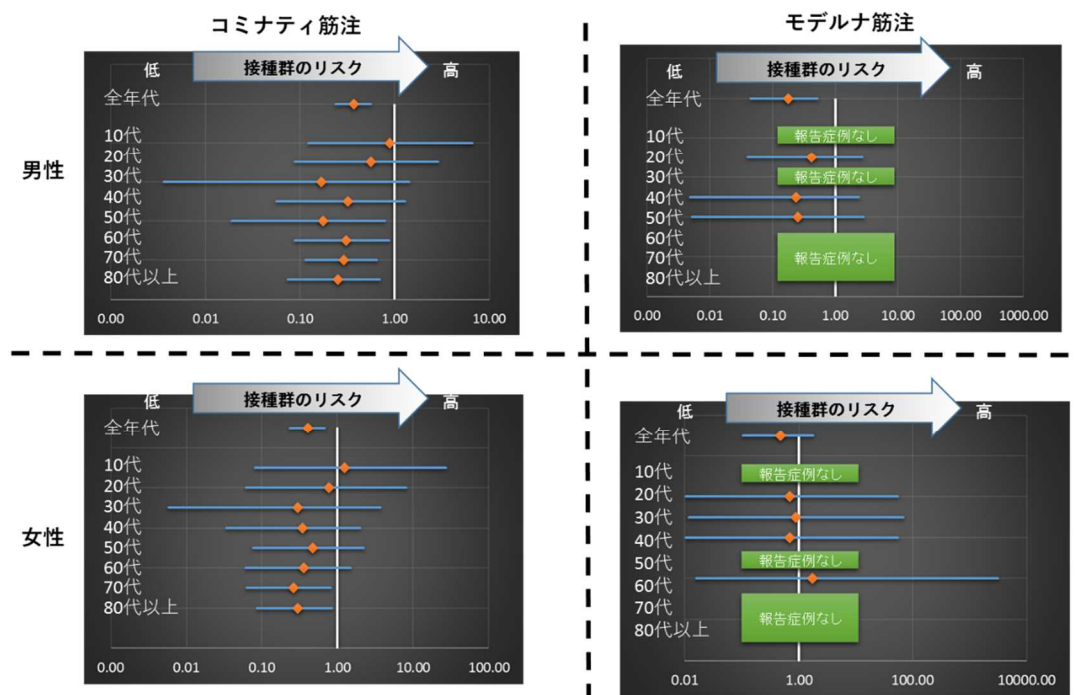 コミナティ筋注
モデルナ筋注
男性
低
接種群のリスク
高
全年代
10代
20代
30代
40代
50代
60代
70代
80代以上
0.00
0.01
0.10
1.00
10.00
低
接種群のリスク
高
全年代
10代
報告症例なし
20代
30代
報告症例なし
40代
50代
60代
70代
報告症例なし
80代以上
0.00
0.01
0.10
1.00
10.00
100.00
1000.00
女性
低
接種群のリスク
高
全年代
10代
20代
30代
40代
50代
60代
70代
80代以上
0.00
0.01
0.10
1.00
10.00
100.00
低
接種群のリスク
高
全年代
10代
報告症例なし
20代
30代
40代
50代
報告症例なし
60代
70代
報告症例なし
80代以上
0.01
1.00
100.00
10000.00